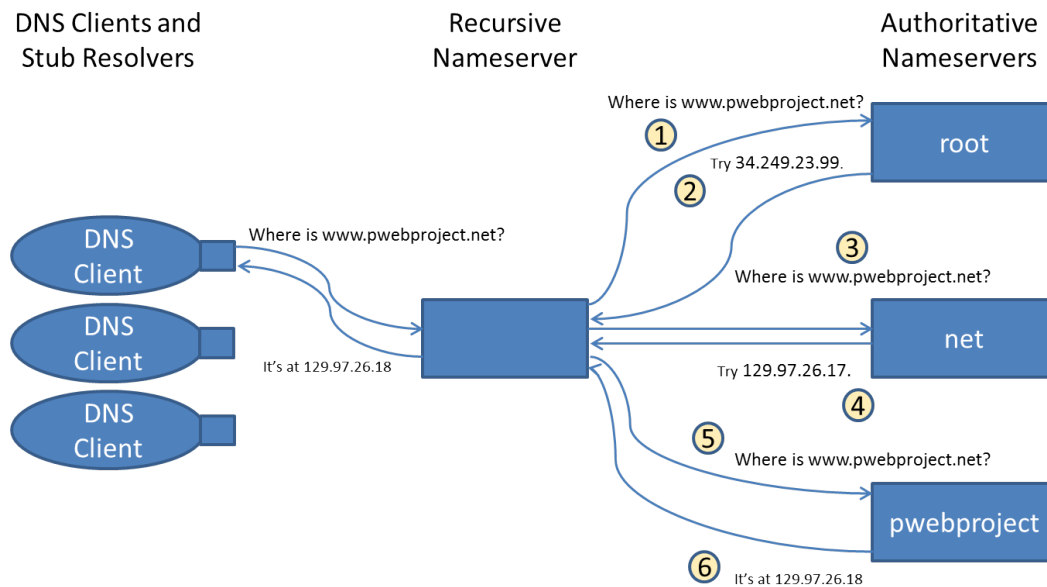 DNS Clients and
Stub Resolvers
Recursive
Nameserver
Authoritative
Nameservers
Where is www.pwebproject.net?
1
root
Try 34.249.23.99.
2
DNS
Client
Where is www.pwebproject.net?
3
Where is www.pwebproject.net?
DNS
Client
net
It's at 129.97.26.18
Try 129.97.26.17.
4
DNS
Client
5
Where is www.pwebproject.net?
pwebproject
6
It's at 129.97.26.18